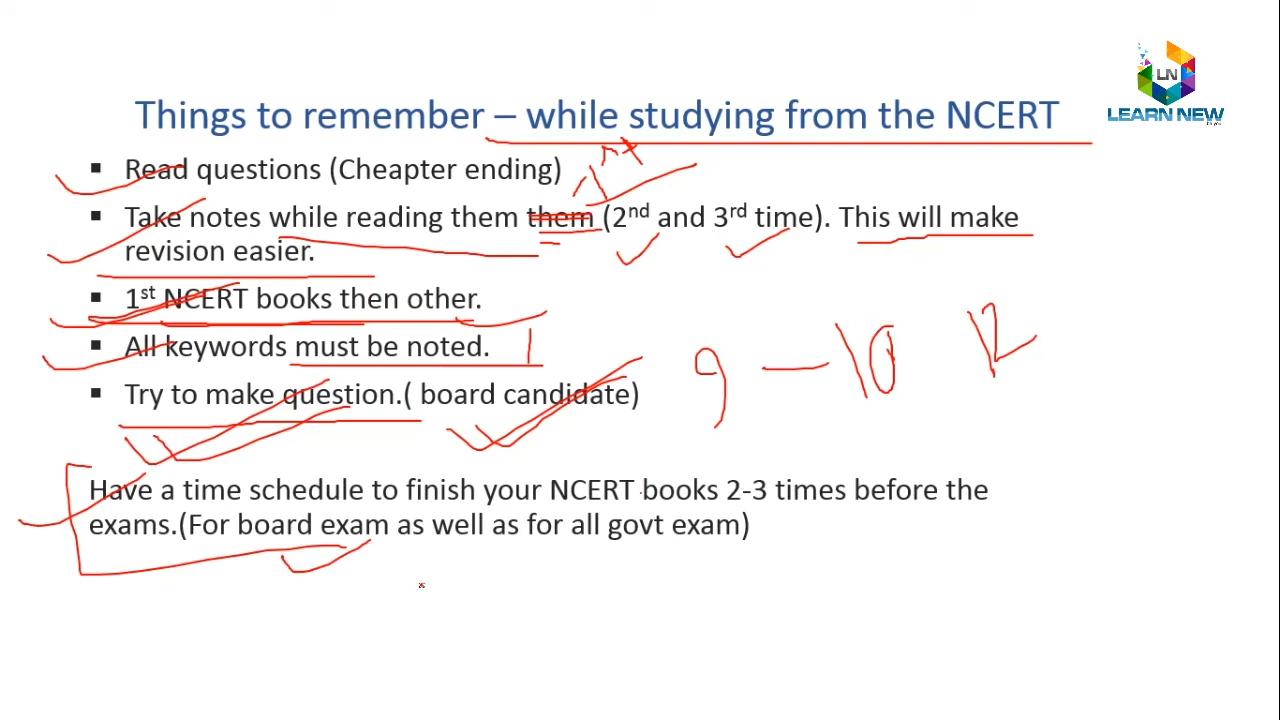 LN
LEARN NEW
Things to remember – while studying from the NCERT
▪ Read questions (Cheapter ending)
1st
▪ Take notes while reading them them (2nd and 3rd time). This will make
revision easier.
▪ 1st NCERT books then other.
▪ All keywords must be noted.
9 — 10 12
▪ Try to make question.( board candidate)
Have a time schedule to finish your NCERT books 2-3 times before the
exams.(For board exam as well as for all govt exam)